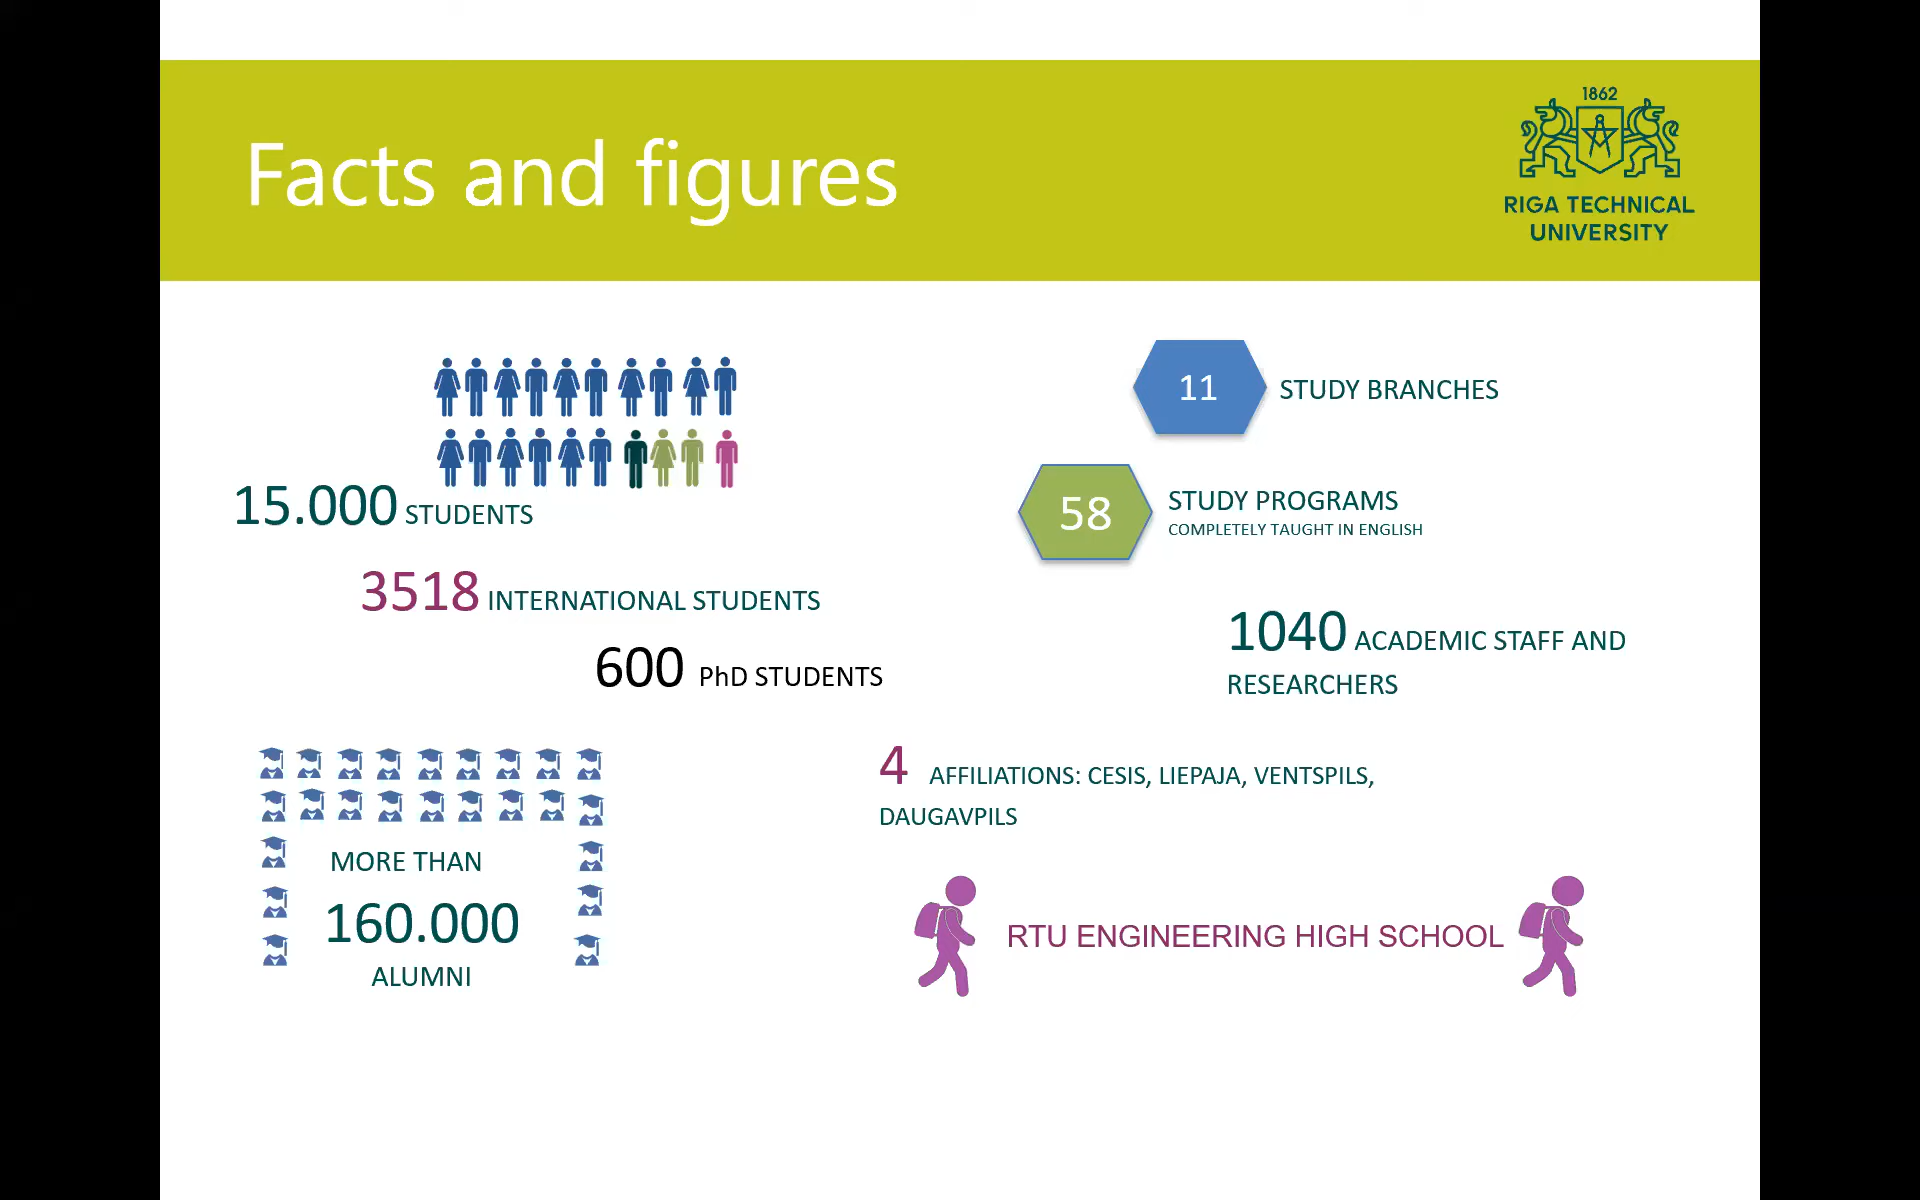 Facts and figures
1862
RIGA TECHNICAL
UNIVERSITY
15.000 STUDENTS
3518 INTERNATIONAL STUDENTS
600 PhD STUDENTS
MORE THAN
160.000
ALUMNI
11 STUDY BRANCHES
58 STUDY PROGRAMS
COMPLETELY TAUGHT IN ENGLISH
1040 ACADEMIC STAFF AND
RESEARCHERS
4 AFFILIATIONS: CESIS, LIEPAJA, VENTSPILS,
DAUGAVPILS
RTU ENGINEERING HIGH SCHOOL